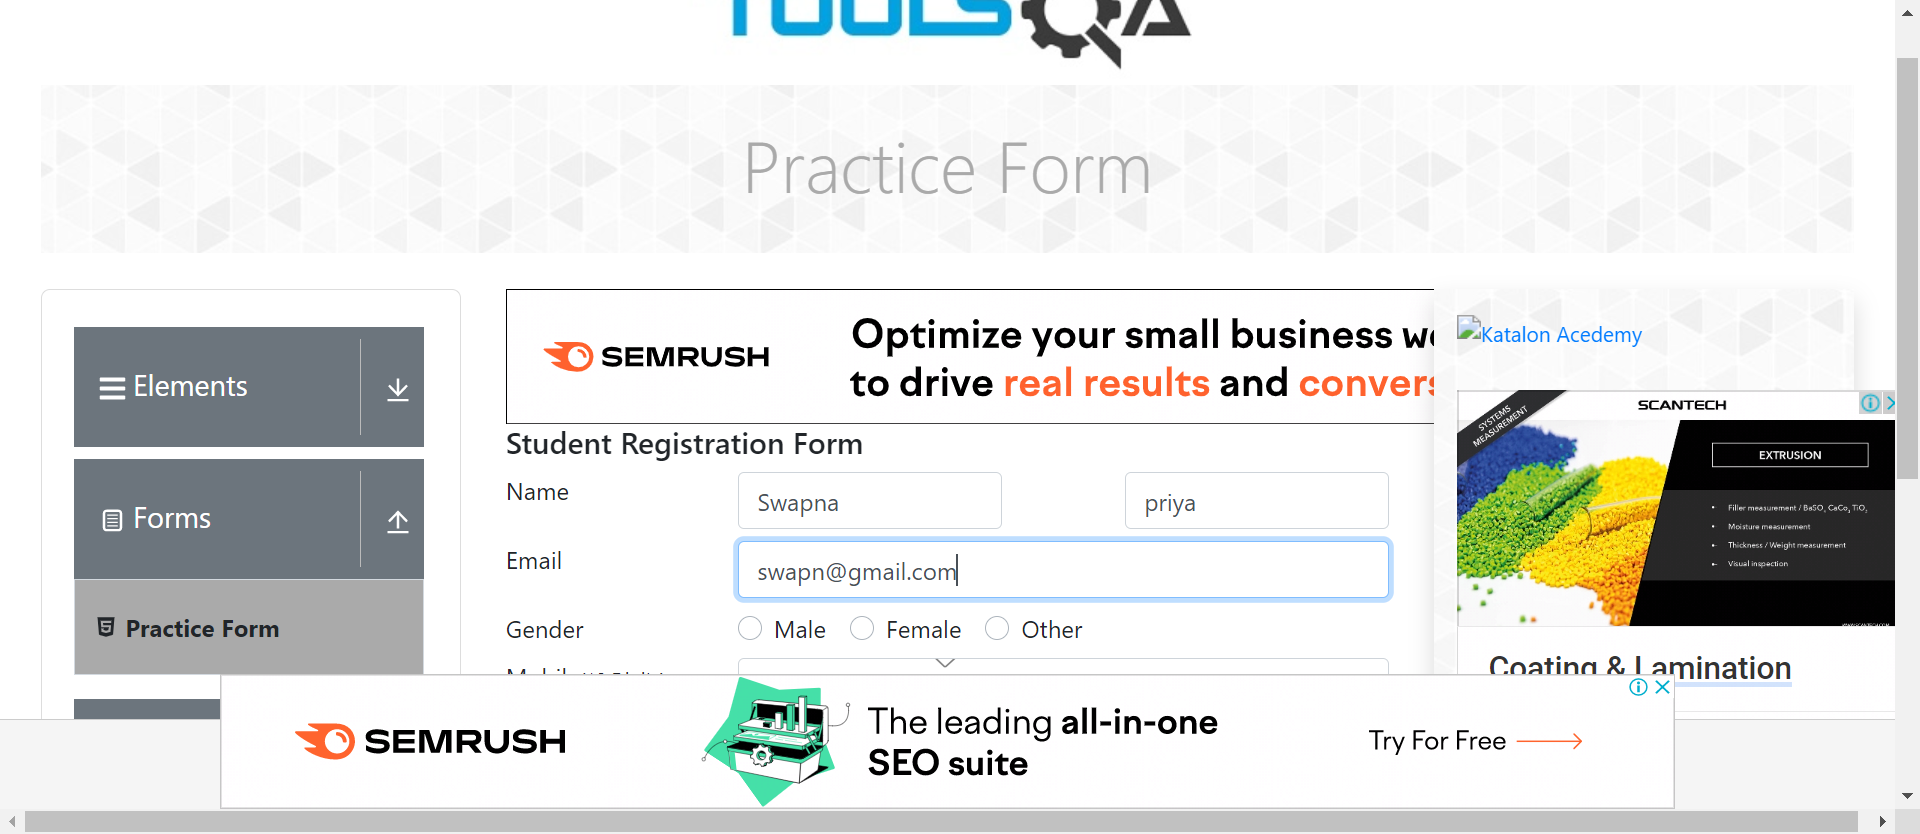 TOOLSQA
Practice Form
Elements
Forms
Practice Form
SEMRUSH
Optimize your small business we
to drive real results and convers
Student Registration Form
Name
Swapna
priya
Email
swapn@gmail.com
Gender
Male
Female
Other
Katalon Acedemy
SYSTEMS
MEASUREMENT
SCANTECH
EXTRUSION
• Filler measurement / BaSO, CaCo, TiO,
• Moisture measurement
• Thickness / Weight measurement
• Visual inspection
Coating & Lamination
SEMRUSH
The leading all-in-one
SEO suite
Try For Free